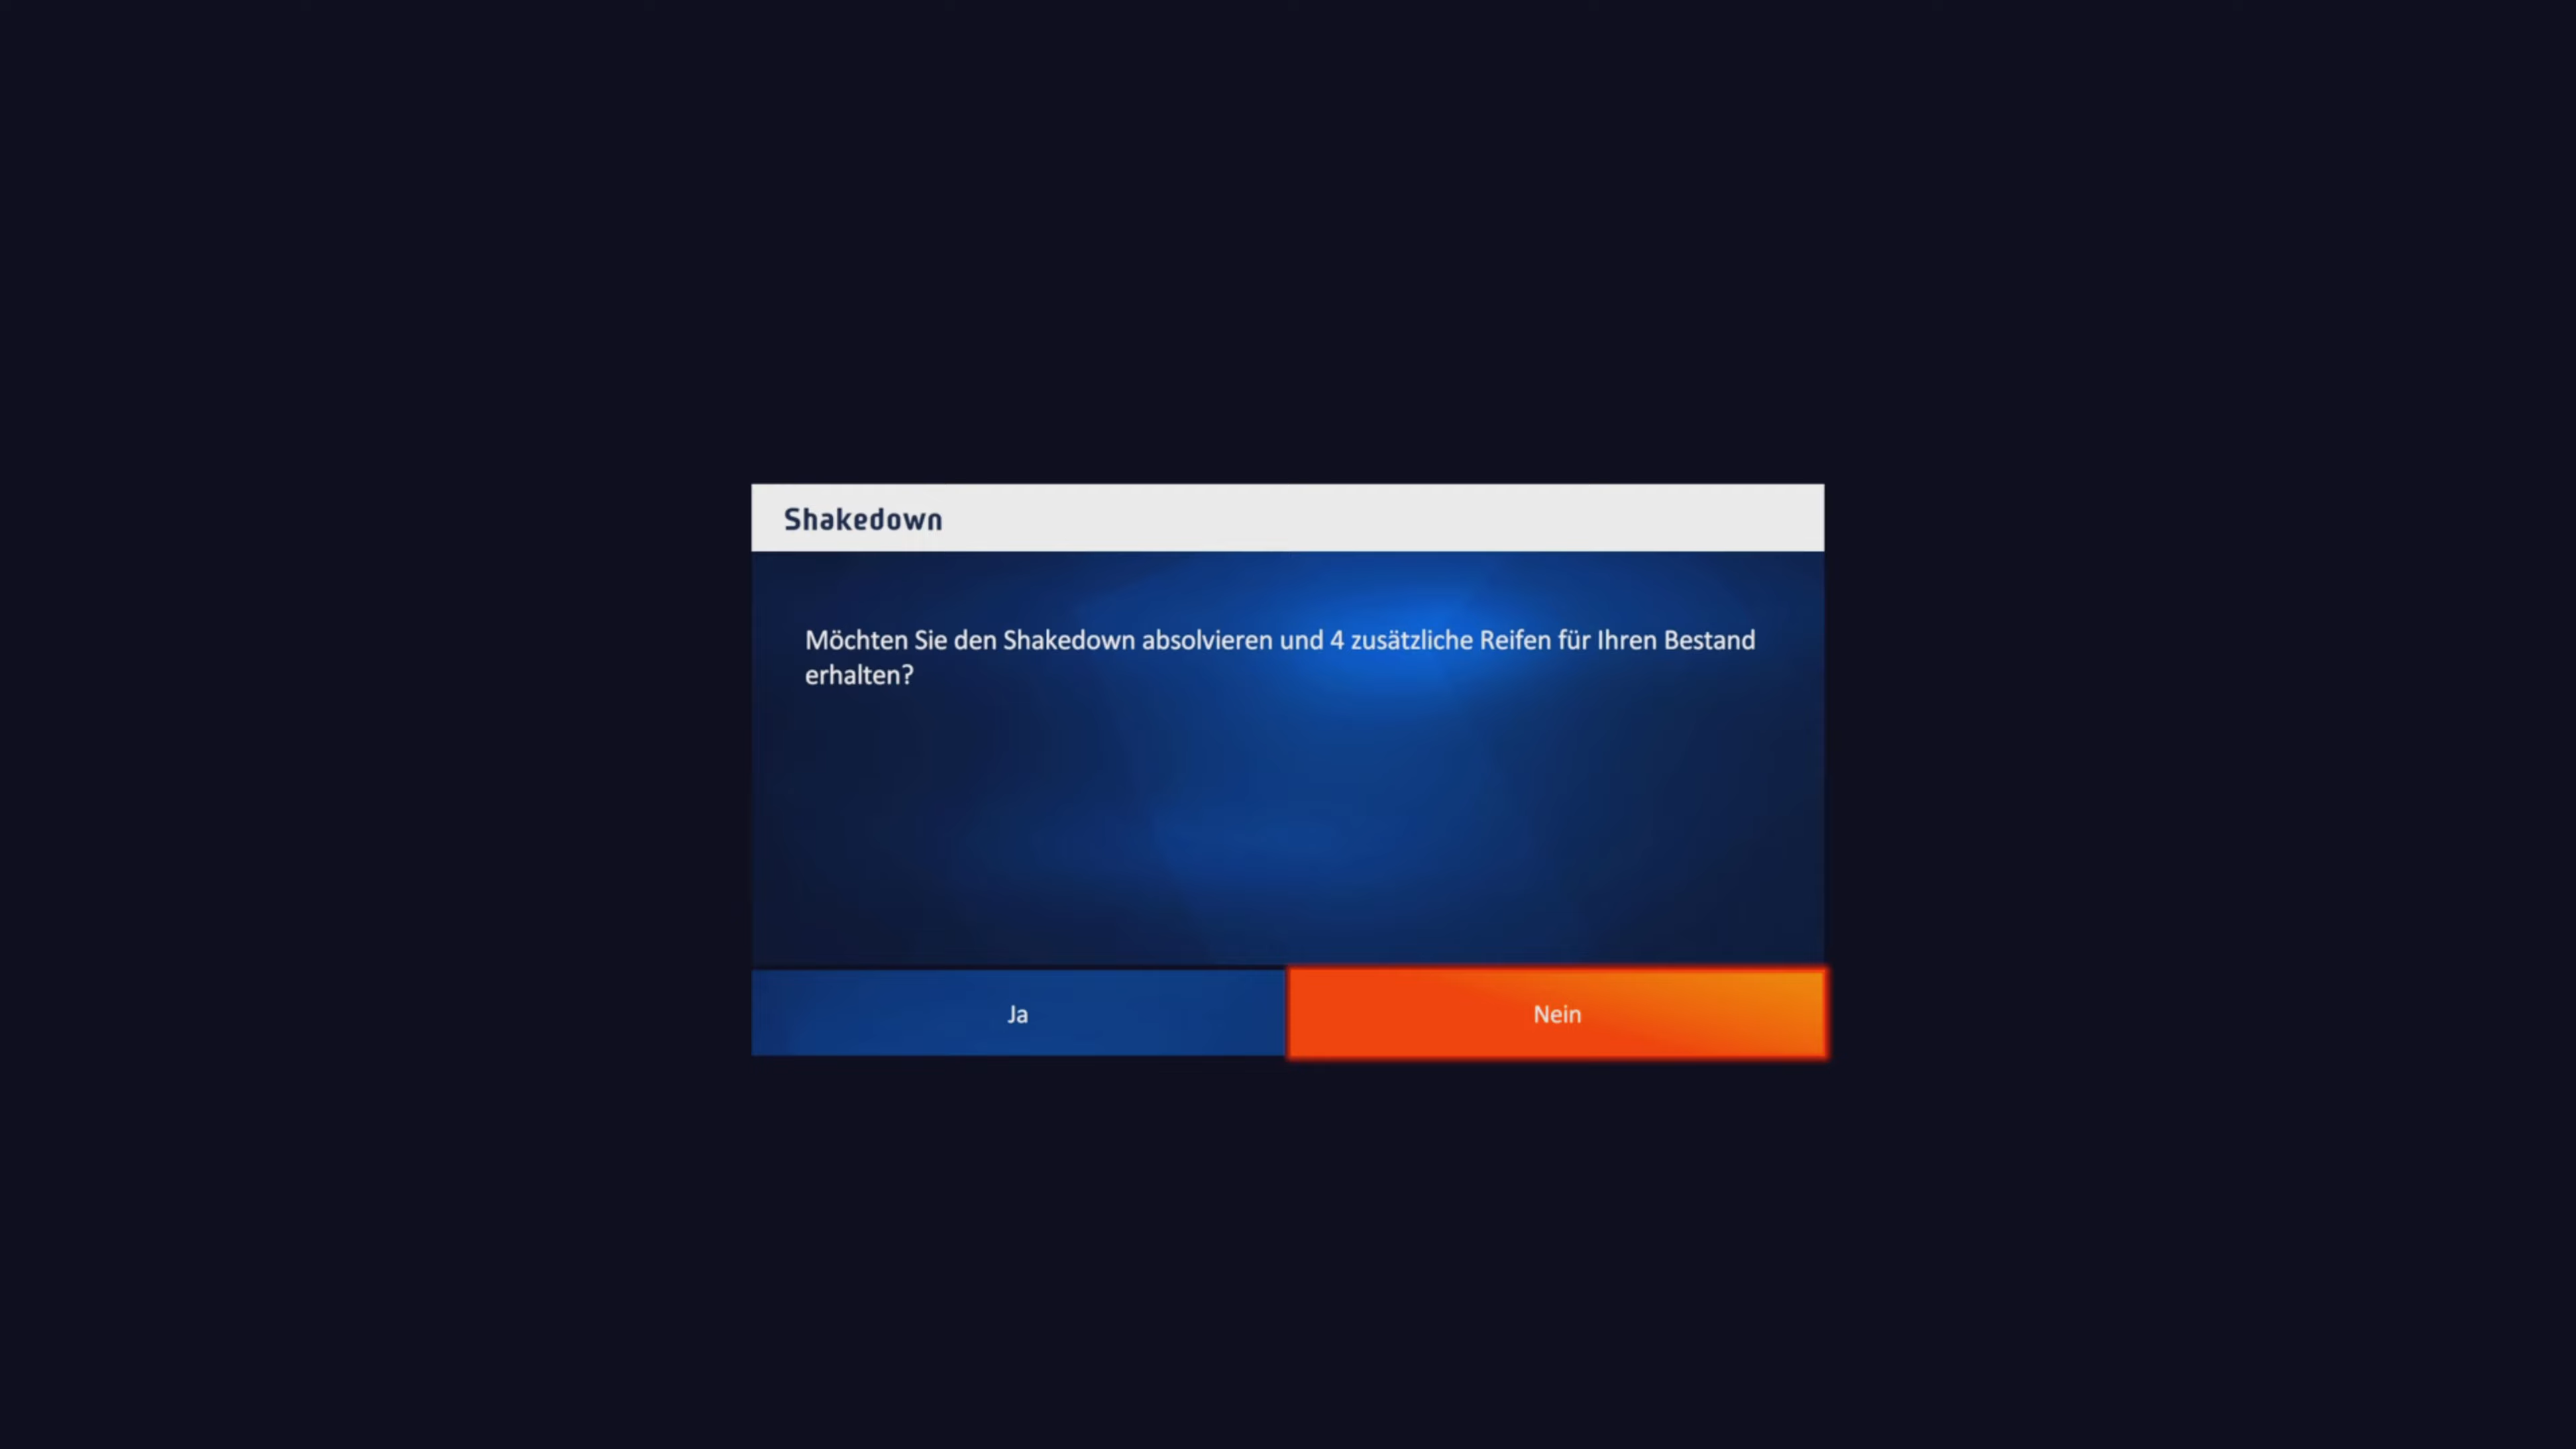 Shakedown
Möchten Sie den Shakedown absolvieren und 4 zusätzliche Reifen für Ihren Bestand
erhalten?
Ja
Nein